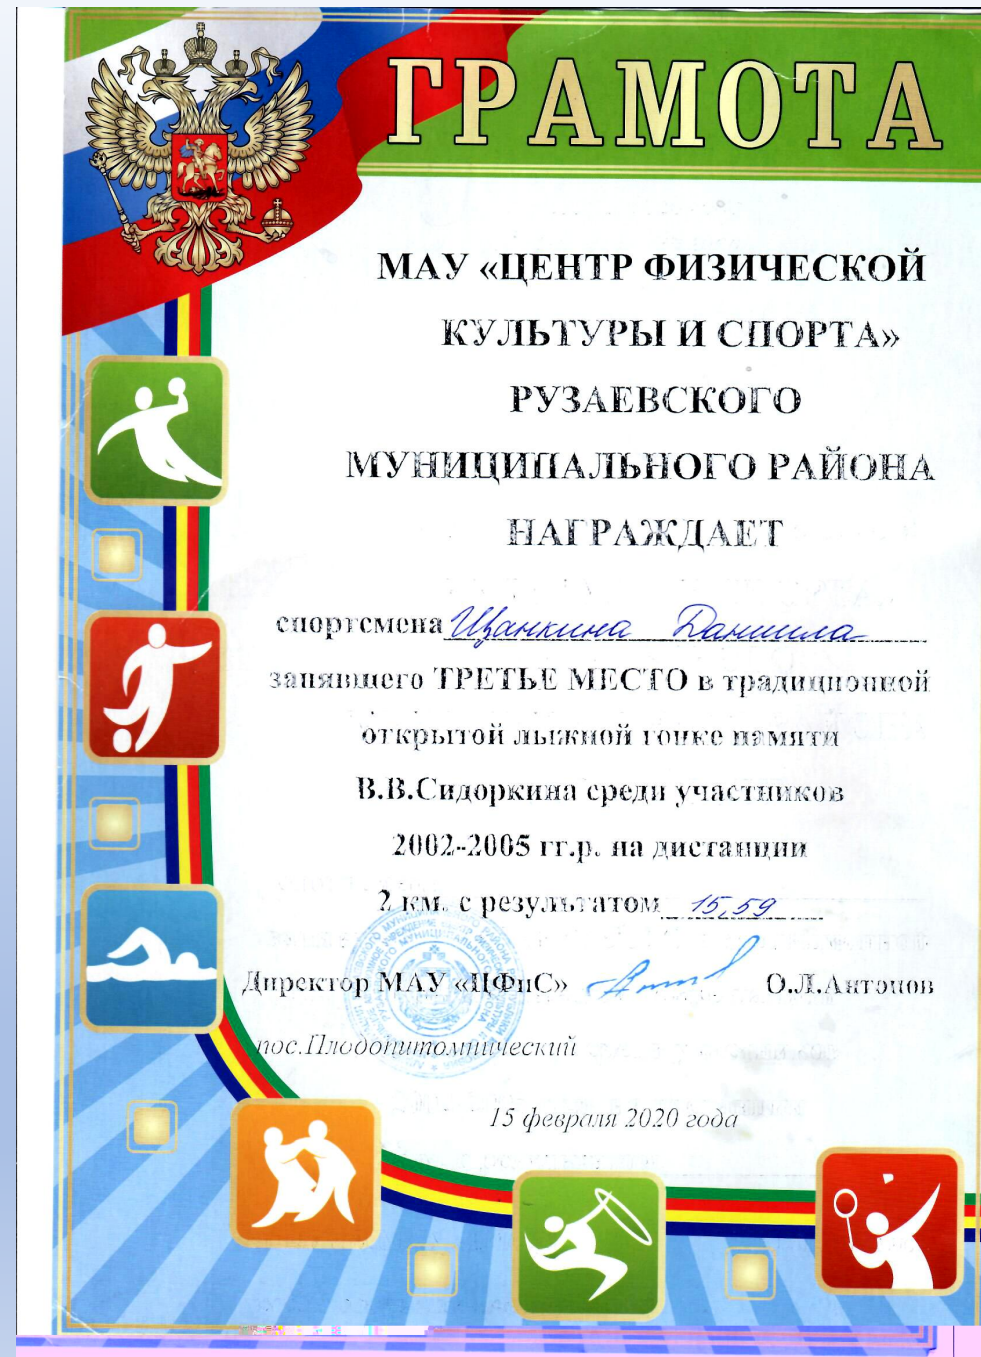 ГРАМОТА
МАУ «ЦЕНТР ФИЗИЧЕСКОЙ
КУЛЬТУРЫ И СПОРТА»
РУЗАЕВСКОГО
МУНИЦИПАЛЬНОГО РАЙОНА
НАГРАЖДАЕТ
спортсмена Щанкина Даниила
занявшего ТРЕТЬЕ МЕСТО в традиционной
открытой лыжной гонке памяти
В.В.Сидоркина среди участников
2002-2005 гг.р. на дистанции
2 км. с результатом 15,59
Директор МАУ «ЦФиС» О.Л.Антонов
пос.Плодопитомнический
15 февраля 2020 года